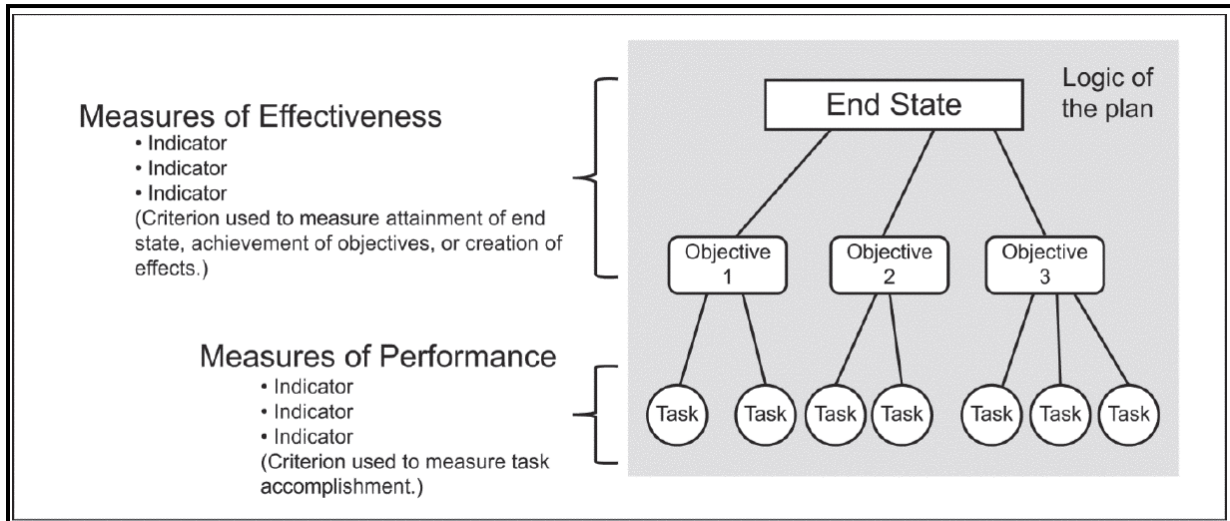 Measures of Effectiveness
• Indicator
• Indicator
• Indicator
(Criterion used to measure attainment of end
state, achievement of objectives, or creation of
effects.)
Measures of Performance
• Indicator
• Indicator
• Indicator
(Criterion used to measure task
accomplishment.)
Logic of
the plan
End State
Objective
1
Objective
2
Objective
3
Task
Task
Task
Task
Task
Task
Task